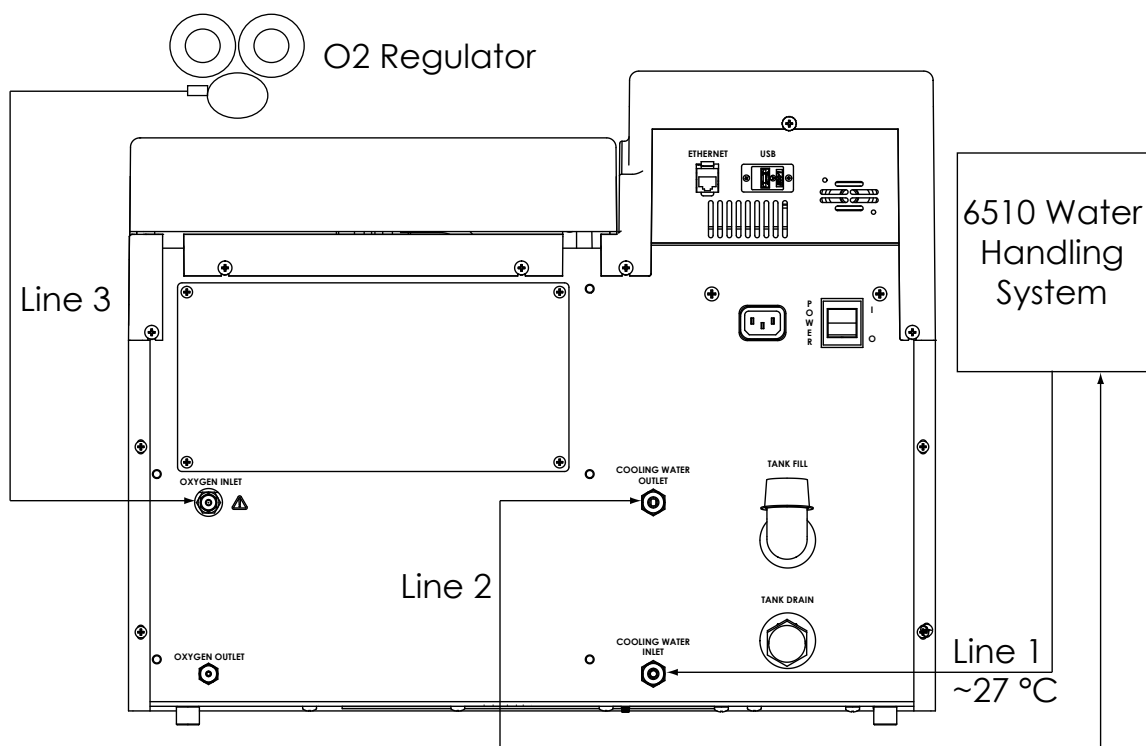 O2 Regulator
ETHERNET
USB
6510 Water
Handling
System
Line 3
POWER
I
O
OXYGEN INLET
COOLING WATER
OUTLET
TANK FILL
Line 2
TANK DRAIN
OXYGEN OUTLET
COOLING WATER
INLET
Line 1
~27 °C